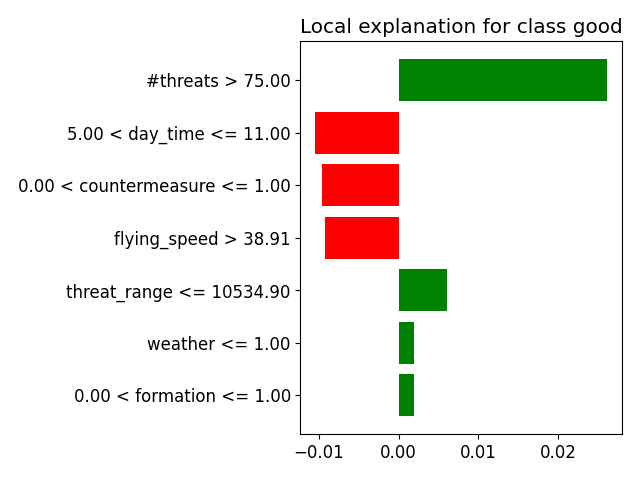 Local explanation for class good
#threats > 75.00
5.00 < day_time <= 11.00
0.00 < countermeasure <= 1.00
flying_speed > 38.91
threat_range <= 10534.90
weather <= 1.00
0.00 < formation <= 1.00
−0.01 0.00 0.01 0.02